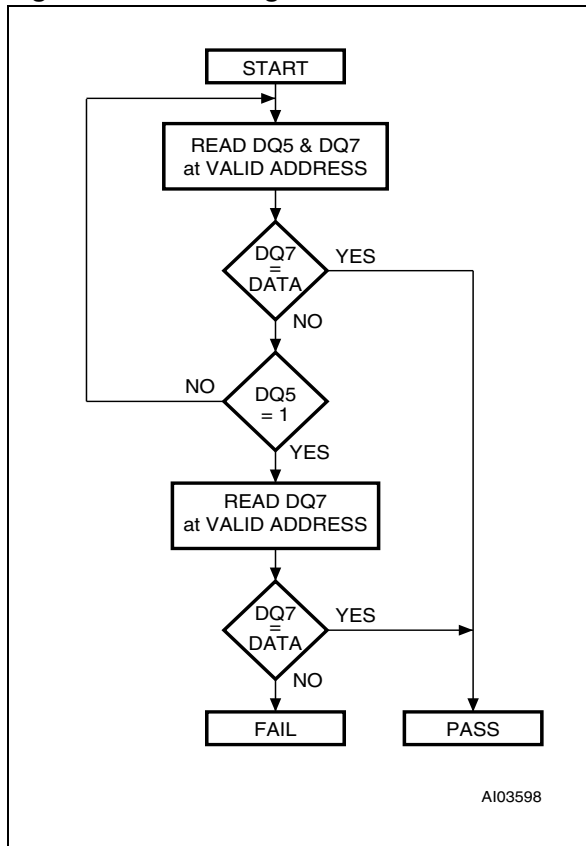 START
READ DQ5 & DQ7
at VALID ADDRESS
DQ7
=
DATA
YES
NO
DQ5
= 1
NO
YES
READ DQ7
at VALID ADDRESS
DQ7
=
DATA
YES
NO
FAIL
PASS
AI03598